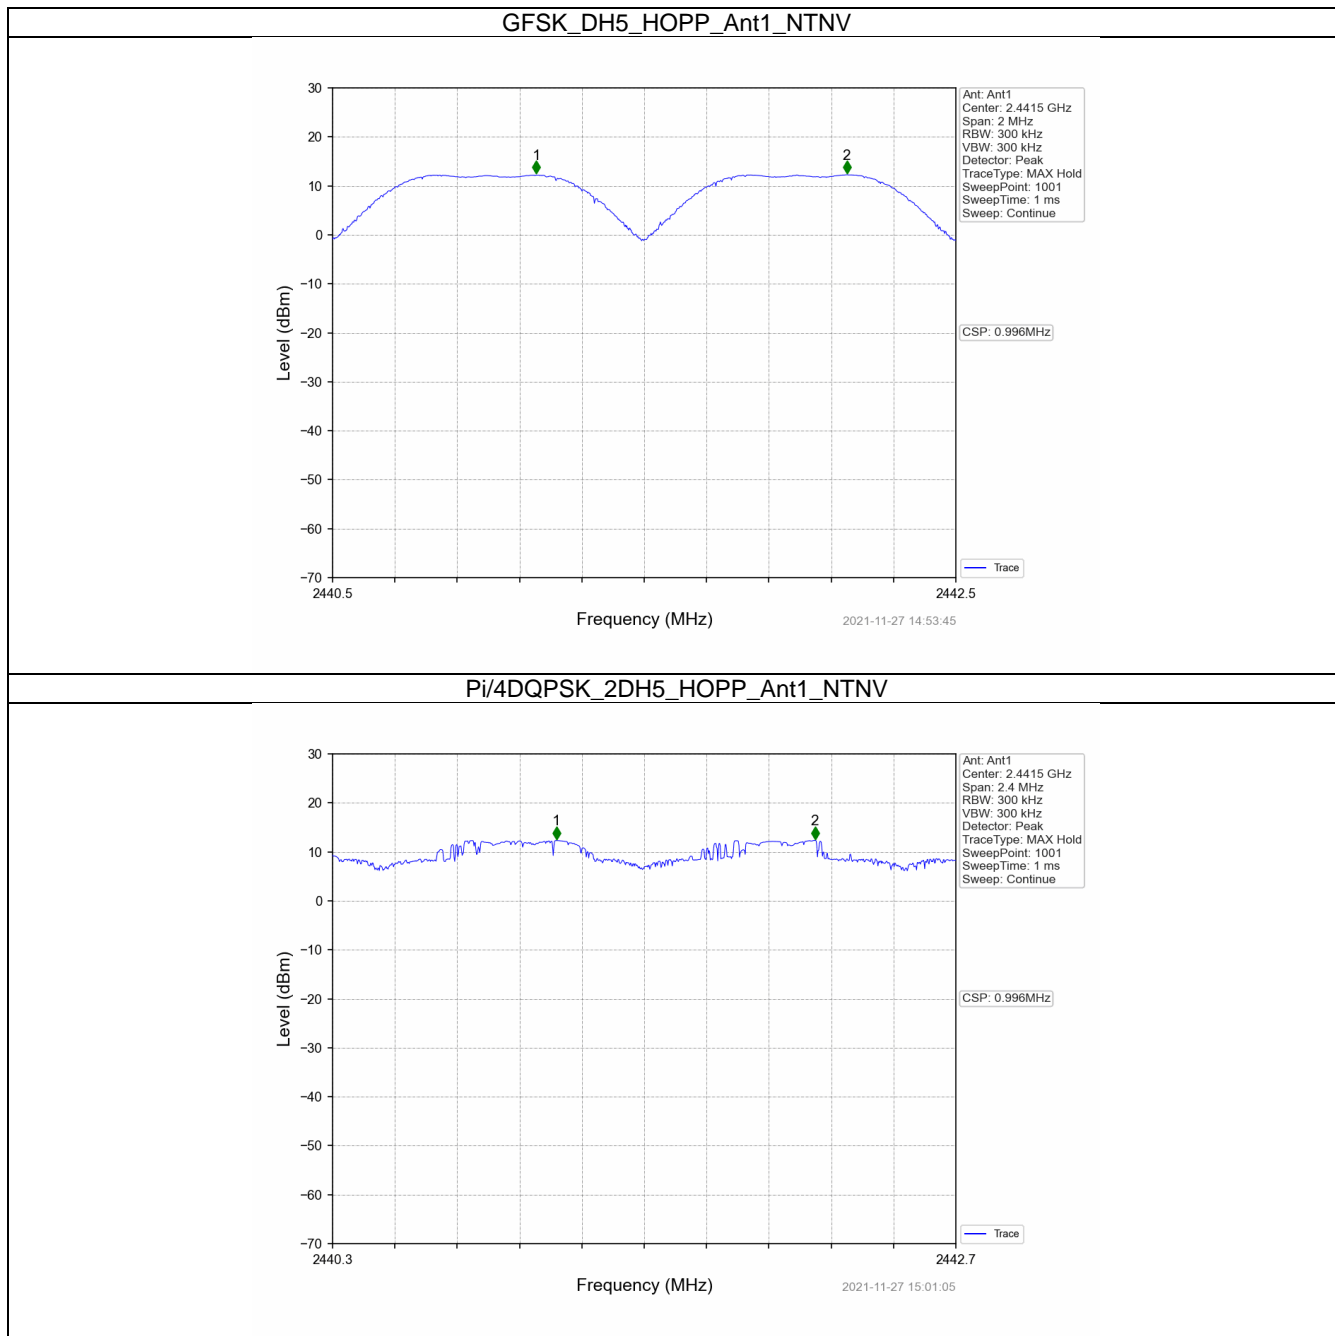 GFSK_DH5_HOPP_Ant1_NTNV
30
20
10
0
−10
−20
−30
−40
−50
−60
−70
Level (dBm)
1
2
2440.5
2442.5
Frequency (MHz)
2021-11-27 14:53:45
Ant: Ant1
Center: 2.4415 GHz
Span: 2 MHz
RBW: 300 kHz
VBW: 300 kHz
Detector: Peak
TraceType: MAX Hold
SweepPoint: 1001
SweepTime: 1 ms
Sweep: Continue
CSP: 0.996MHz
Trace
Pi/4DQPSK_2DH5_HOPP_Ant1_NTNV
30
20
10
0
−10
−20
−30
−40
−50
−60
−70
Level (dBm)
1
2
2440.3
2442.7
Frequency (MHz)
2021-11-27 15:01:05
Ant: Ant1
Center: 2.4415 GHz
Span: 2.4 MHz
RBW: 300 kHz
VBW: 300 kHz
Detector: Peak
TraceType: MAX Hold
SweepPoint: 1001
SweepTime: 1 ms
Sweep: Continue
CSP: 0.996MHz
Trace